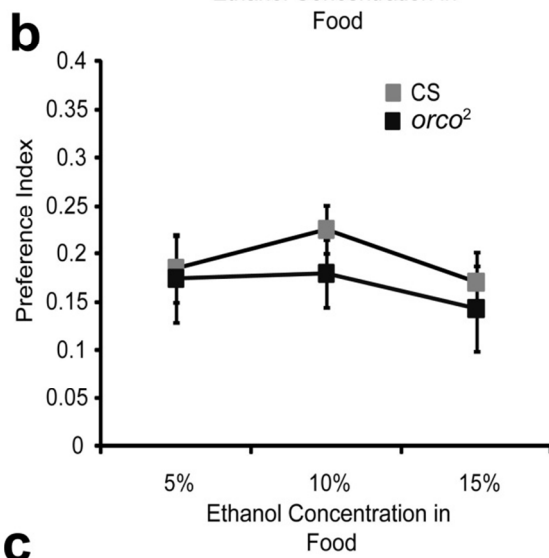 Food
b
0.4
0.35
0.3
0.25
0.2
0.15
0.1
0.05
0
Preference Index
CS
orco²
5% 10% 15%
Ethanol Concentration in
Food
c